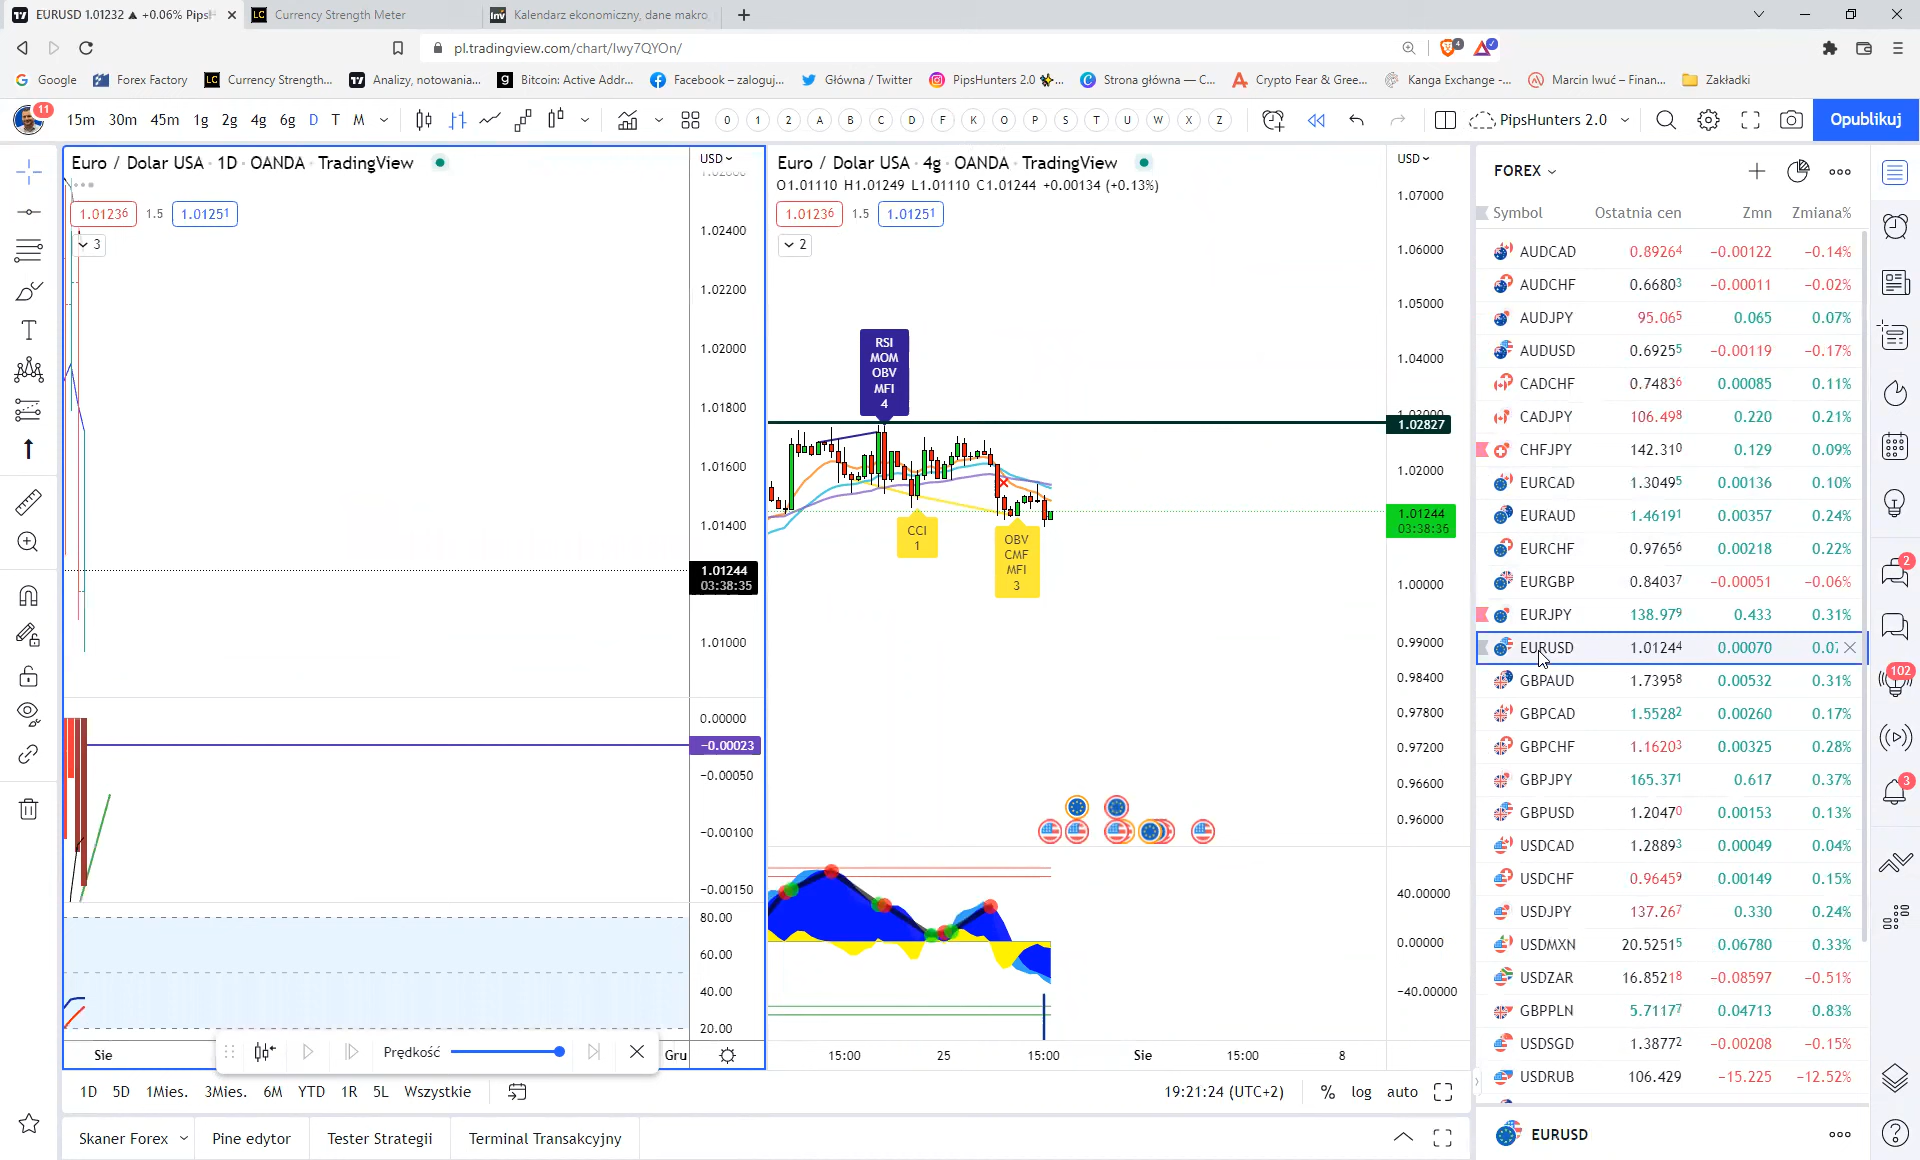 EURUSD 1.01232 ▲ +0.06% PipsH
Currency Strength Meter
Kalendarz ekonomiczny, dane makro
pl.tradingview.com/chart/Iwy7QYOn/
4
Google
Forex Factory
Currency Strength...
Analizy, notowania...
Bitcoin: Active Addr...
Facebook – zaloguj...
Główna / Twitter
PipsHunters 2.0
Strona główna — C...
Crypto Fear & Gree...
Kanga Exchange -...
Marcin Iwuć – Finan...
Zakładki
11
15m 30m 45m 1g 2g 4g 6g D T M
0 1 2 A B C D F K O P S T U W X Z
PipsHunters 2.0
Opublikuj
Euro / Dolar USA · 1D · OANDA · TradingView
USD
1.01236 1.5 1.01251
3
1.02400
1.02200
1.02000
1.01800
1.01600
1.01400
1.01244
03:38:35
1.01000
0.00000
−0.00023
−0.00050
−0.00100
−0.00150
80.00
60.00
40.00
20.00
Sie
Prędkość
Gru
Euro / Dolar USA · 4g · OANDA · TradingView
O1.01110 H1.01249 L1.01110 C1.01244 +0.00134 (+0.13%)
USD
1.01236 1.5 1.01251
2
RSI
MOM
OBV
MFI
4
CCI
1
OBV
CMF
MFI
3
1.07000
1.06000
1.05000
1.04000
1.02827
1.02000
1.01244
03:38:35
1.00000
0.99000
0.98400
0.97800
0.97200
0.96600
0.96000
40.00000
0.00000
−40.00000
15:00 25 15:00 Sie 15:00 8
1D 5D 1Mies. 3Mies. 6M YTD 1R 5L Wszystkie
19:21:24 (UTC+2)
% log auto
Skaner Forex
Pine edytor
Tester Strategii
Terminal Transakcyjny
FOREX
Symbol Ostatnia cen Zmn Zmiana%
AUDCAD 0.89264 −0.00122 −0.14%
AUDCHF 0.66803 −0.00011 −0.02%
AUDJPY 95.065 0.065 0.07%
AUDUSD 0.69255 −0.00119 −0.17%
CADCHF 0.74836 0.00085 0.11%
CADJPY 106.498 0.220 0.21%
CHFJPY 142.310 0.129 0.09%
EURCAD 1.30495 0.00136 0.10%
EURAUD 1.46191 0.00357 0.24%
EURCHF 0.97656 0.00218 0.22%
EURGBP 0.84037 −0.00051 −0.06%
EURJPY 138.979 0.433 0.31%
EURUSD 1.01244 0.00070 0.07
GBPAUD 1.73958 0.00532 0.31%
GBPCAD 1.55282 0.00260 0.17%
GBPCHF 1.16203 0.00325 0.28%
GBPJPY 165.371 0.617 0.37%
GBPUSD 1.20470 0.00153 0.13%
USDCAD 1.28893 0.00049 0.04%
USDCHF 0.96459 0.00149 0.15%
USDJPY 137.267 0.330 0.24%
USDMXN 20.52515 0.06780 0.33%
USDZAR 16.85218 −0.08597 −0.51%
GBPPLN 5.71177 0.04713 0.83%
USDSGD 1.38772 −0.00208 −0.15%
USDRUB 106.429 −15.225 −12.52%
EURUSD
2
102
3